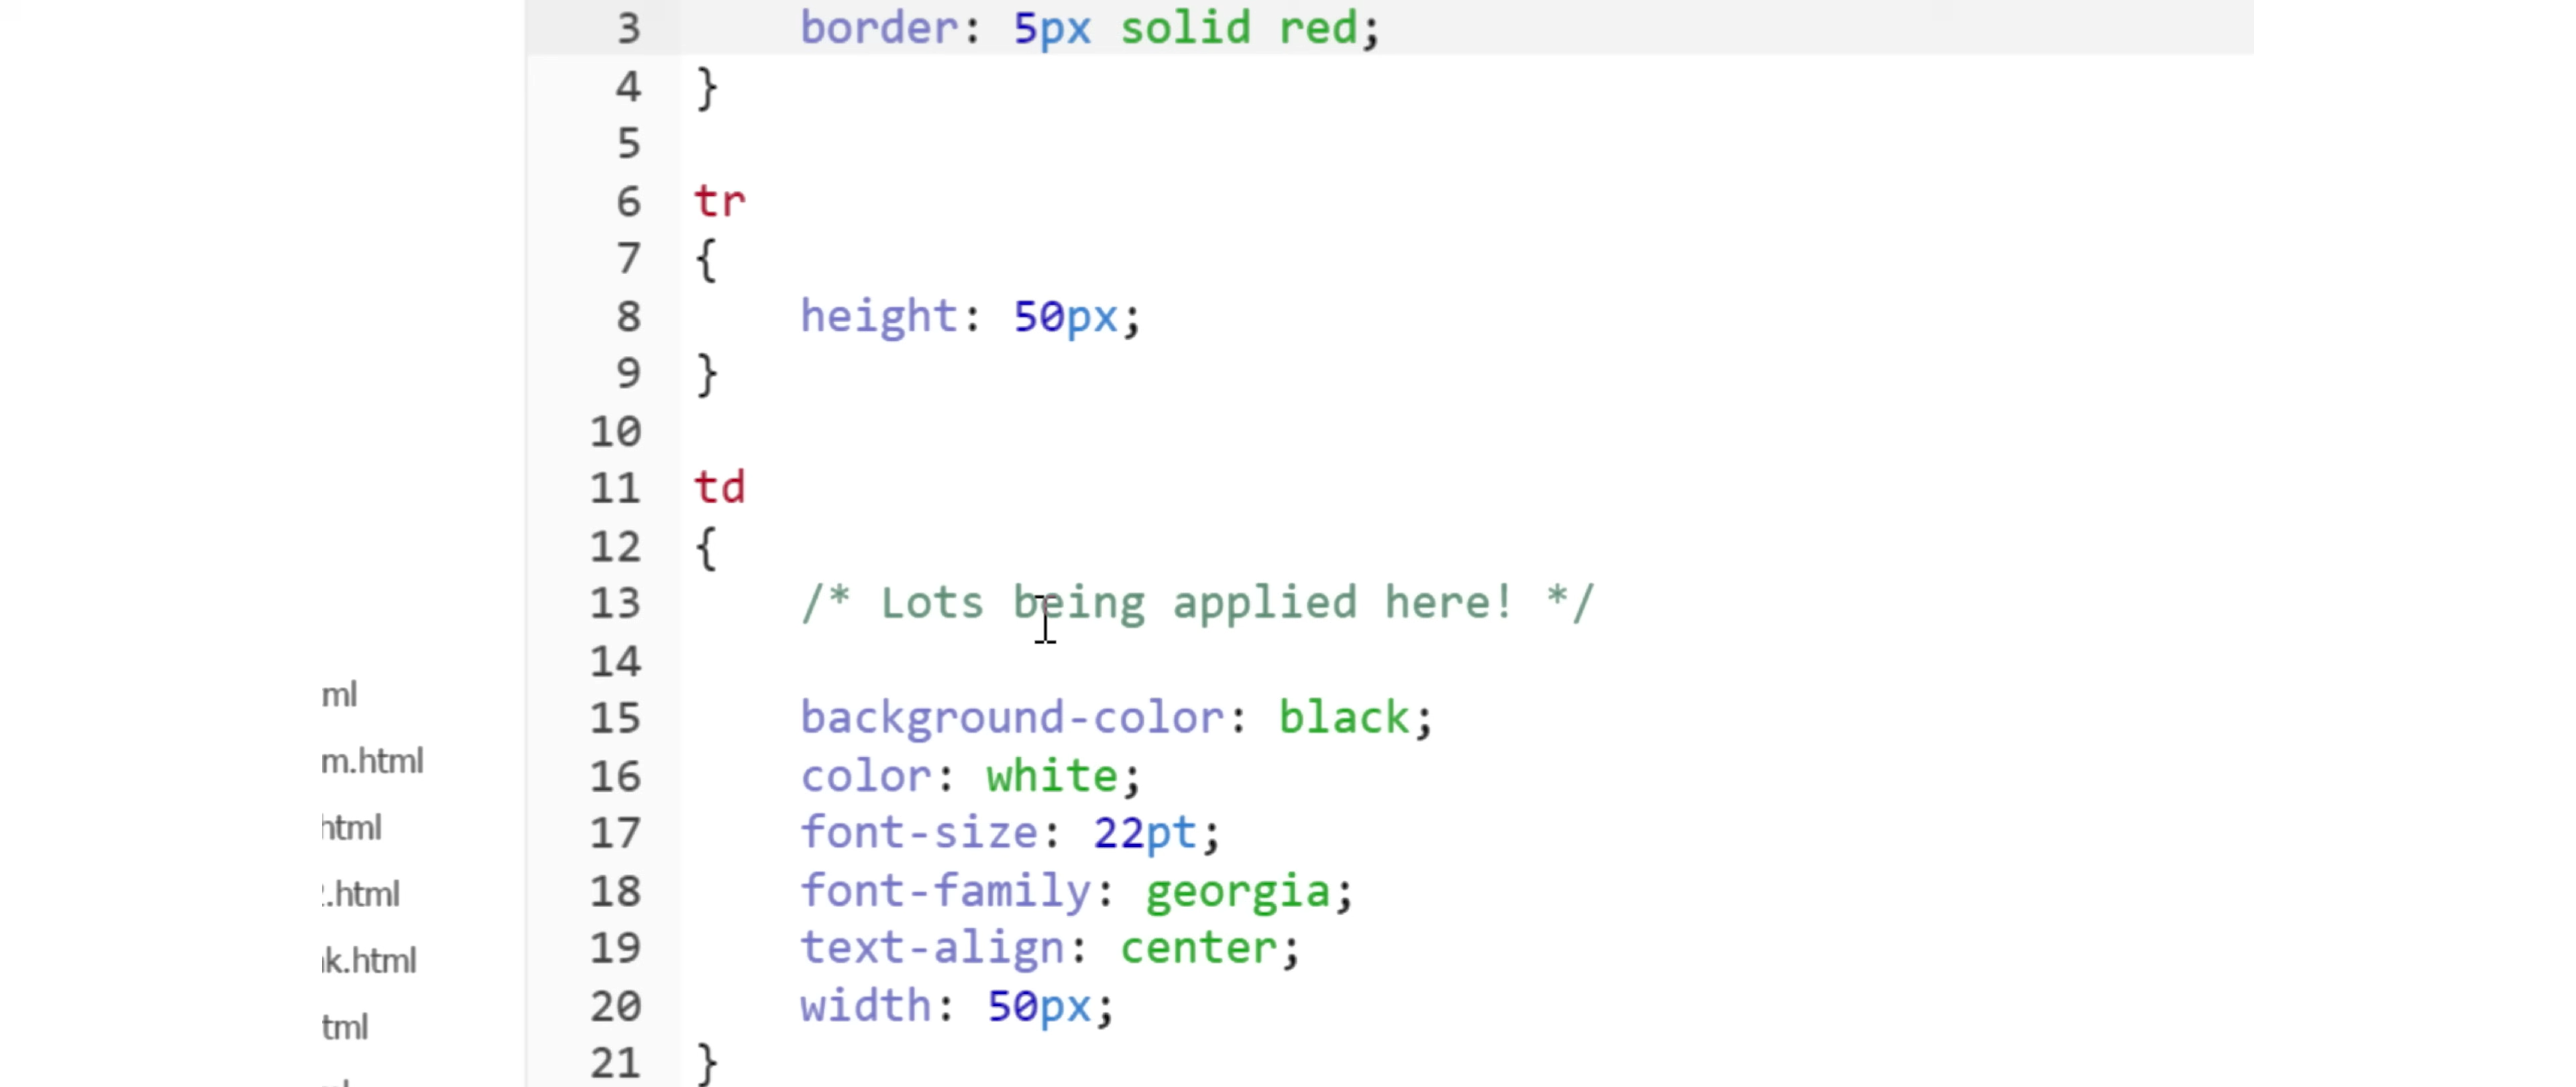 3 border: 5px solid red;
4 }
5
6 tr
7 {
8 height: 50px;
9 }
10
11 td
12 {
13 /* Lots being applied here! */
14
15 background-color: black;
16 color: white;
17 font-size: 22pt;
18 font-family: georgia;
19 text-align: center;
20 width: 50px;
21 }
ml
m.html
html
.html
k.html
tml